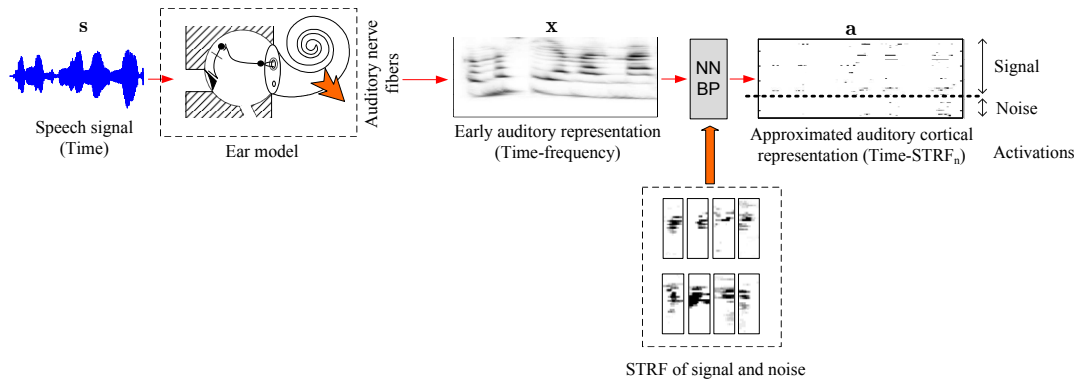 s
Speech signal
(Time)
Ear model
Auditory nerve
fibers
x
Early auditory representation
(Time-frequency)
NN
BP
a
Approximated auditory cortical
representation (Time-STRFn)
Signal
Noise
Activations
STRF of signal and noise